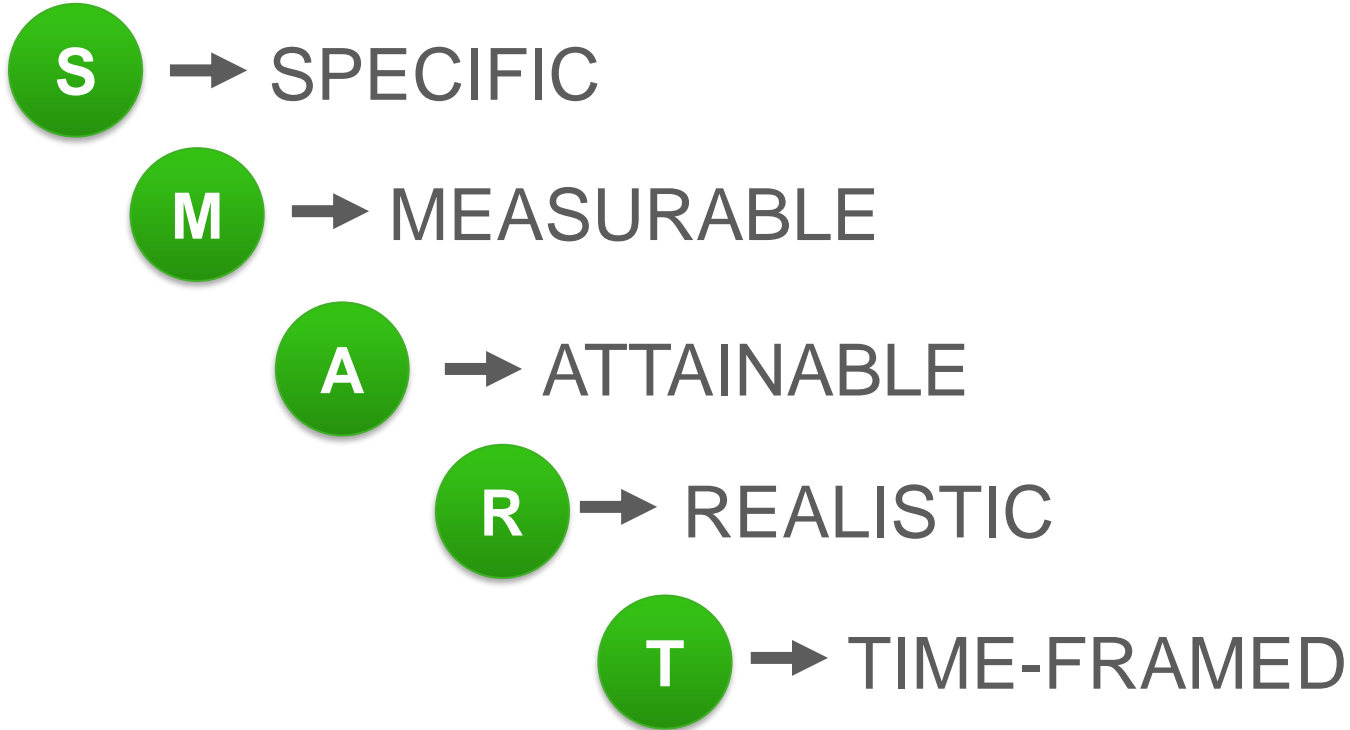 S SPECIFIC
M MEASURABLE
A ATTAINABLE
R REALISTIC
T TIME-FRAMED